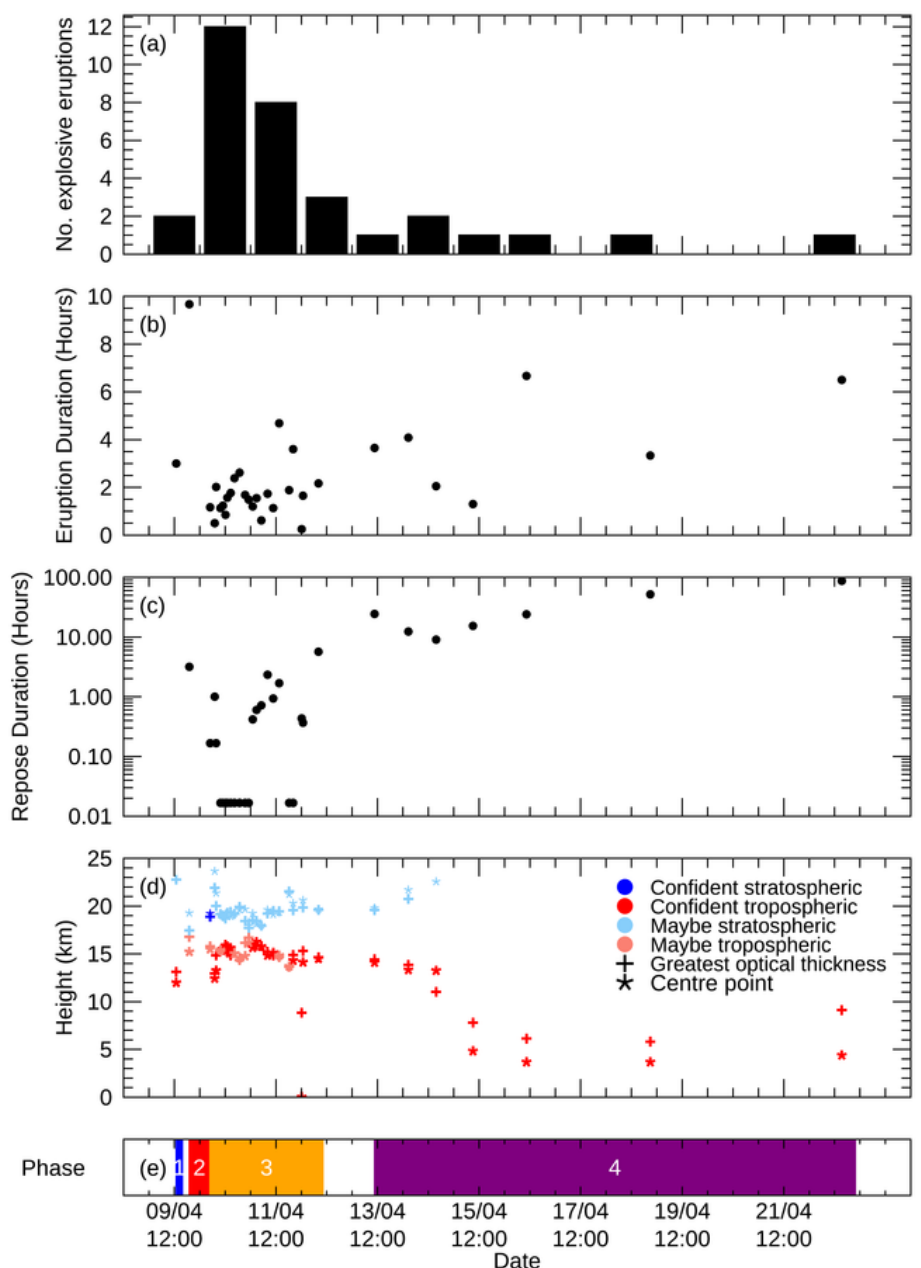 (a)
No. explosive eruptions
12
10
8
6
4
2
0
(b)
Eruption Duration (Hours)
10
8
6
4
2
0
(c)
Repose Duration (Hours)
100.00
10.00
1.00
0.10
0.01
(d)
Height (km)
25
20
15
10
5
0
Confident stratospheric
Confident tropospheric
Maybe stratospheric
Maybe tropospheric
Greatest optical thickness
Centre point
Phase (e) 1 2 3 4
09/04 11/04 13/04 15/04 17/04 19/04 21/04
12:00 12:00 12:00 12:00 12:00 12:00 12:00
Date